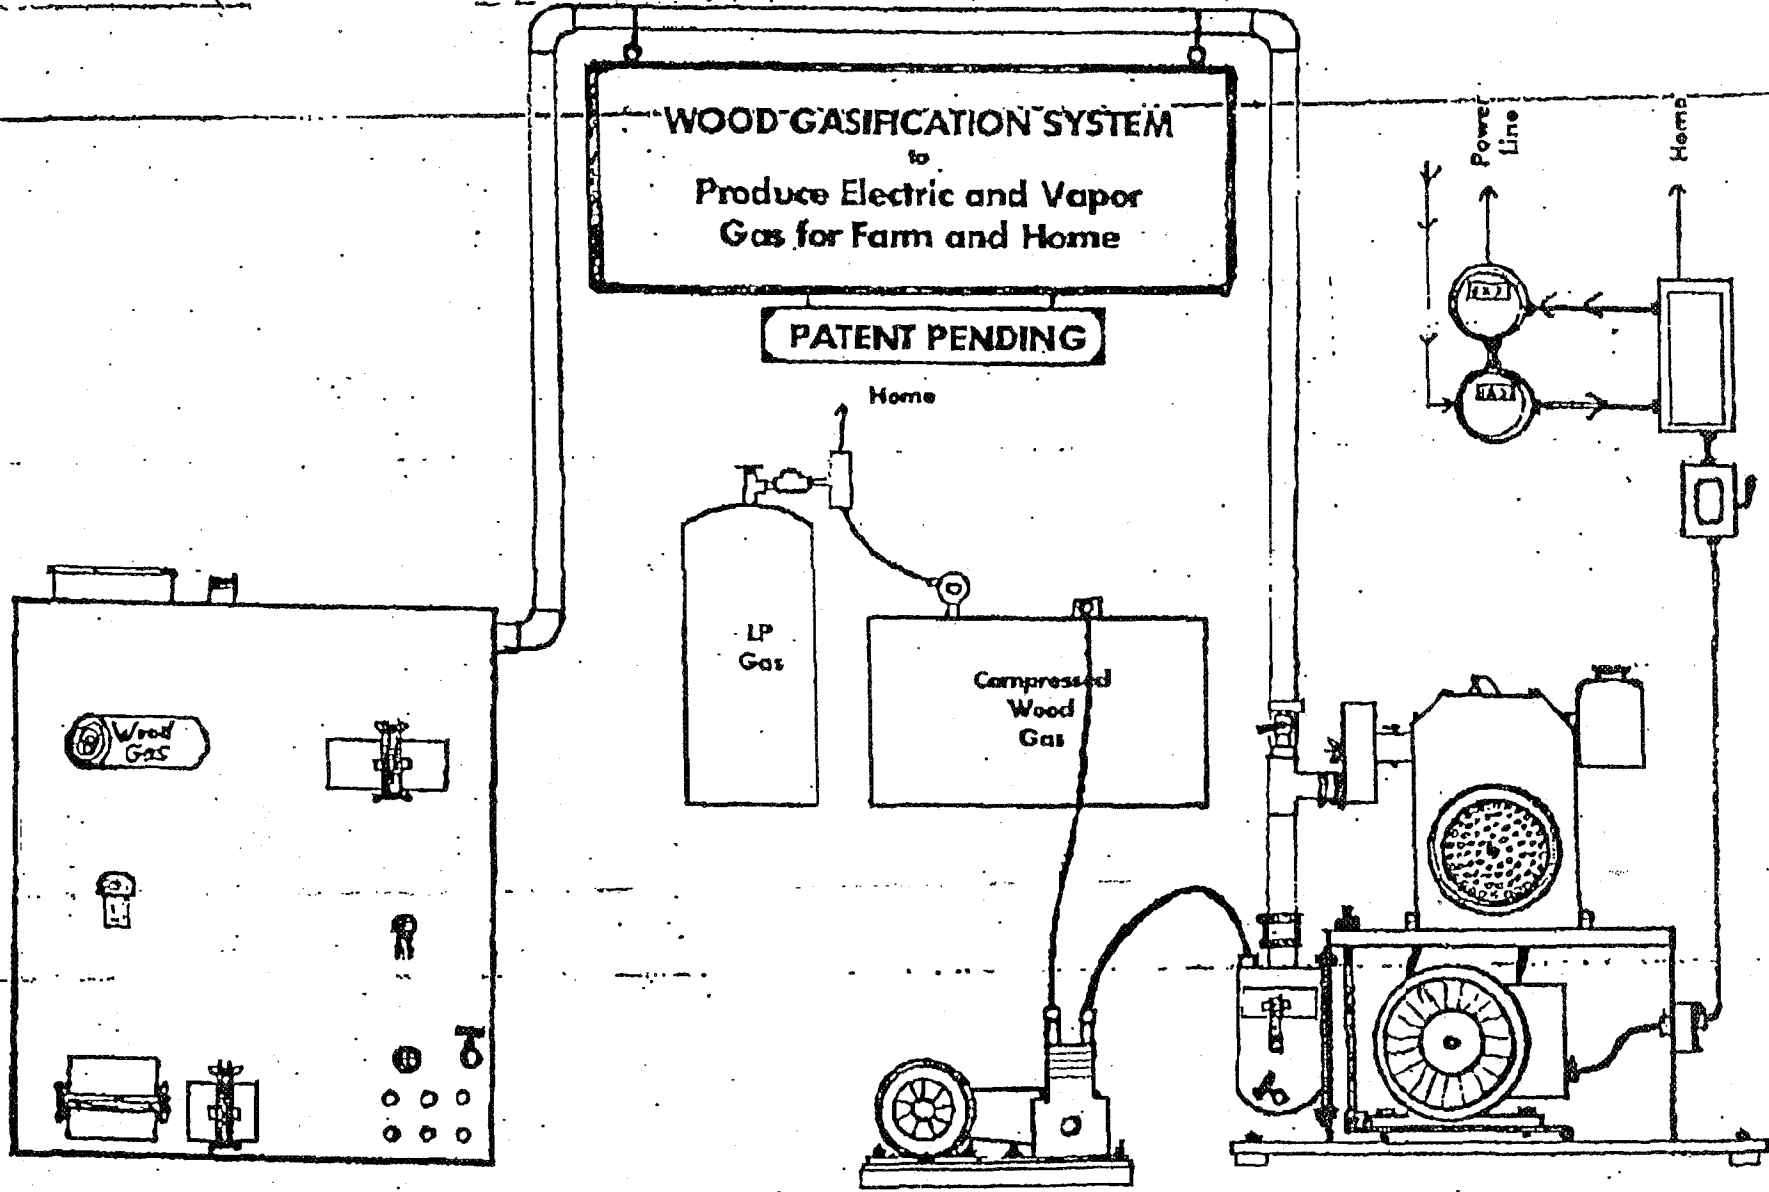 WOOD GASIFICATION SYSTEM
to
Produce Electric and Vapor
Gas for Farm and Home
PATENT PENDING
Home
Power
Line
Home
LP
Gas
Compressed
Wood
Gas
Wood
Gas